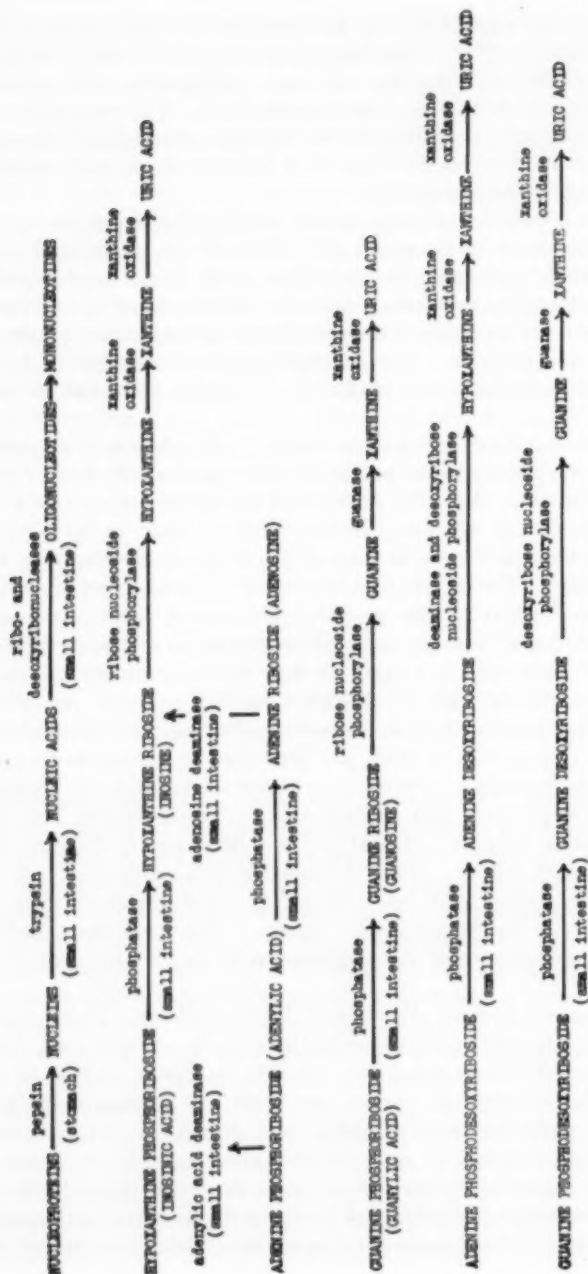 pepsin
NUCLEOPROTEINS → NUCLEINS
(stomach)
trypsin
→ NUCLEIC ACIDS
(small intestine)
ribo- and
desoxyribonucleases
→ OLIGONUCLEOTIDES → MONONUCLEOTIDES
(small intestine)
phosphatase
HYPOXANTHINE PHOSPHORIBOSIDE → HYPOXANTHINE RIBOSIDE
(INOSINIC ACID)
(small intestine)
(INOSINE)
ribose nucleoside
phosphorylase
→ HYPOXANTHINE
xanthine
oxidase
→ XANTHINE
xanthine
oxidase
→ URIC ACID
adenylic acid deaminase
(small intestine)
adenosine deaminase
(small intestine)
phosphatase
ADENINE PHOSPHORIBOSIDE (ADENYLIC ACID) → ADENINE RIBOSIDE (ADENOSINE)
(small intestine)
phosphatase
GUANINE PHOSPHORIBOSIDE → GUANINE RIBOSIDE
(GUANYLIC ACID)
(small intestine)
(GUANOSINE)
ribose nucleoside
phosphorylase
→ GUANINE
guanase
→ XANTHINE
xanthine
oxidase
→ URIC ACID
phosphatase
ADENINE PHOSPHODESOXYRIBOSIDE → ADENINE DESOXYRIBOSIDE
(small intestine)
deaminase and desoxyribose
nucleoside phosphorylase
→ HYPOXANTHINE
xanthine
oxidase
→ XANTHINE
xanthine
oxidase
→ URIC ACID
phosphatase
GUANINE PHOSPHODESOXYRIBOSIDE → GUANINE DESOXYRIBOSIDE
(small intestine)
desoxyribose nucleoside
phosphorylase
→ GUANINE
guanase
→ XANTHINE
xanthine
oxidase
→ URIC ACID